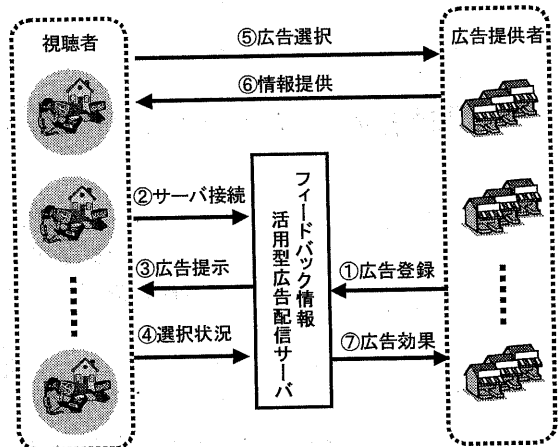 視聴者
⑤広告選択
広告提供者
⑥情報提供
②サーバ接続
フィードバック情報
活用型広告配信サーバ
③広告提示
①広告登録
④選択状況
⑦広告効果